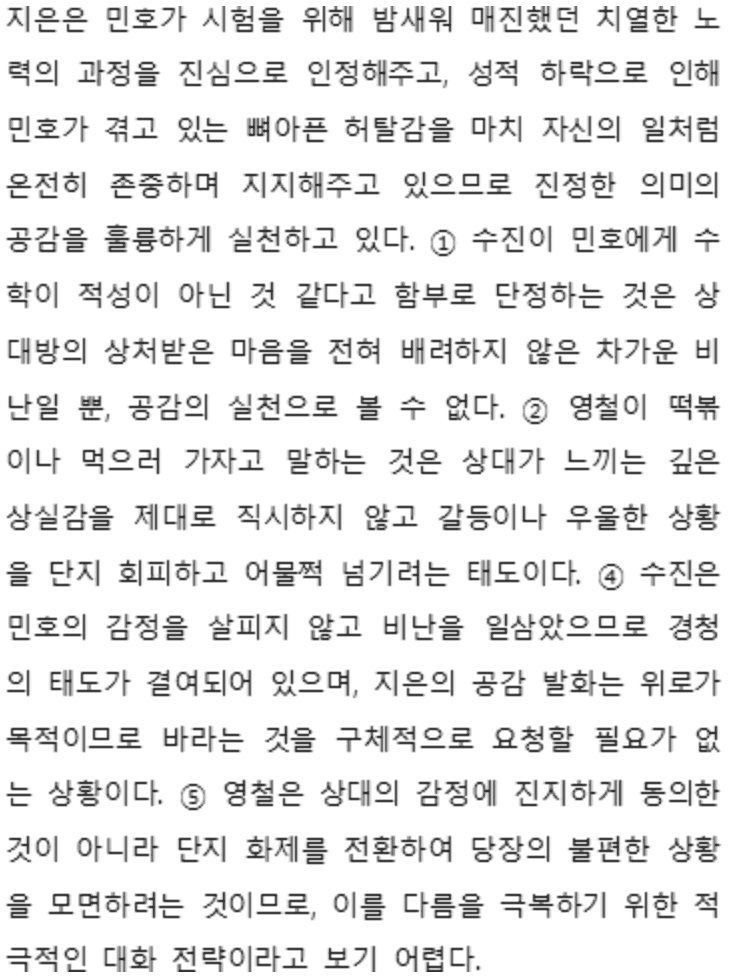 지은은 민호가 시험을 위해 밤새워 매진했던 치열한 노
력의 과정을 진심으로 인정해주고, 성적 하락으로 인해
민호가 겪고 있는 뼈아픈 허탈감을 마치 자신의 일처럼
온전히 존중하며 지지해주고 있으므로 진정한 의미의
공감을 훌륭하게 실천하고 있다. ① 수진이 민호에게 수
학이 적성이 아닌 것 같다고 함부로 단정하는 것은 상
대방의 상처받은 마음을 전혀 배려하지 않은 차가운 비
난일 뿐, 공감의 실천으로 볼 수 없다. ② 영철이 떡볶
이나 먹으러 가자고 말하는 것은 상대가 느끼는 깊은
상실감을 제대로 직시하지 않고 갈등이나 우울한 상황
을 단지 회피하고 어물쩍 넘기려는 태도이다. ④ 수진은
민호의 감정을 살피지 않고 비난을 일삼았으므로 경청
의 태도가 결여되어 있으며, 지은의 공감 발화는 위로가
목적이므로 바라는 것을 구체적으로 요청할 필요가 없
는 상황이다. ⑤ 영철은 상대의 감정에 진지하게 동의한
것이 아니라 단지 화제를 전환하여 당장의 불편한 상황
을 모면하려는 것이므로, 이를 다름을 극복하기 위한 적
극적인 대화 전략이라고 보기 어렵다.